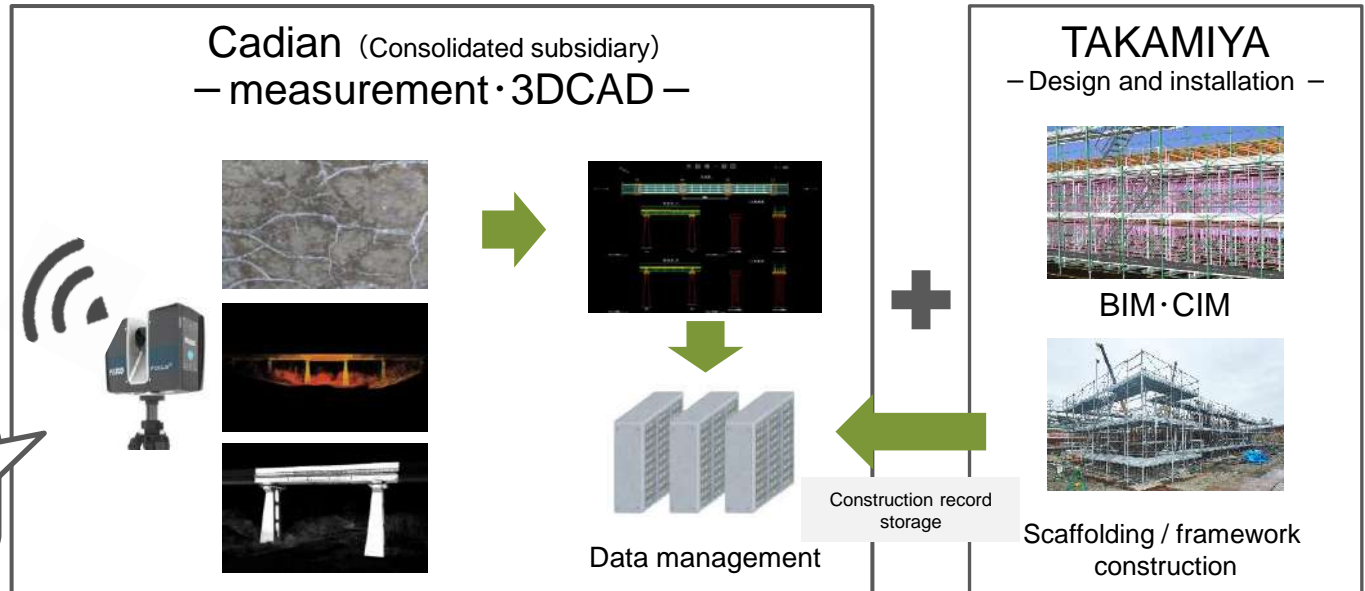 Cadian（Consolidated subsidiary）
－measurement･3DCAD－
TAKAMIYA
－Design and installation －
BIM･CIM
Construction record
storage
Data management
Scaffolding / framework
construction